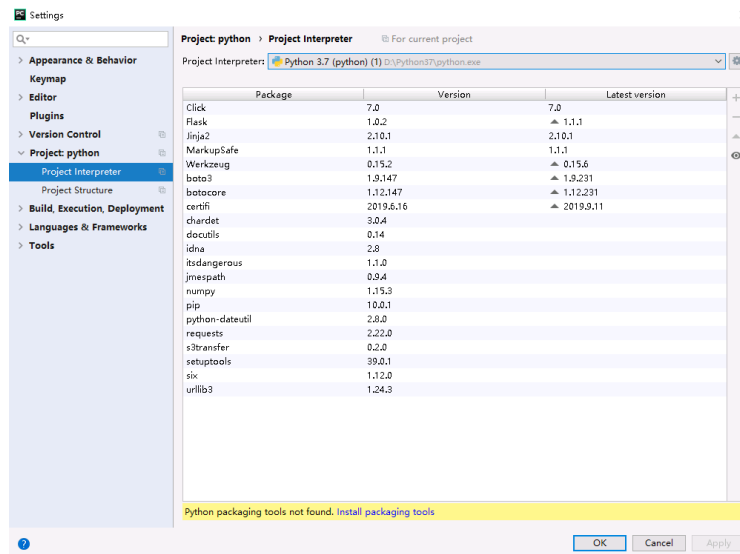 PC Settings
Project: python › Project Interpreter For current project
Appearance & Behavior
Keymap
Editor
Plugins
Version Control
Project: python
Project Interpreter
Project Structure
Build, Execution, Deployment
Languages & Frameworks
Tools
Project Interpreter: Python 3.7 (python) (1) D:\Python37\python.exe
Package Version Latest version
Click 7.0 7.0
Flask 1.0.2 1.1.1
Jinja2 2.10.1 2.10.1
MarkupSafe 1.1.1 1.1.1
Werkzeug 0.15.2 0.15.6
boto3 1.9.147 1.9.231
botocore 1.12.147 1.12.231
certifi 2019.6.16 2019.9.11
chardet 3.0.4
docutils 0.14
idna 2.8
itsdangerous 1.1.0
jmespath 0.9.4
numpy 1.15.3
pip 10.0.1
python-dateutil 2.8.0
requests 2.22.0
s3transfer 0.2.0
setuptools 39.0.1
six 1.12.0
urllib3 1.24.3
Python packaging tools not found. Install packaging tools
? OK Cancel Apply